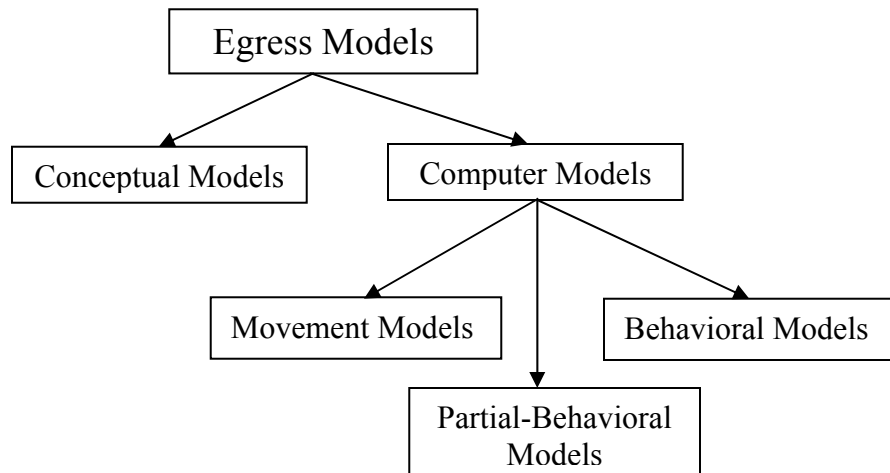 Egress Models
Conceptual Models
Computer Models
Movement Models
Behavioral Models
Partial-Behavioral
Models